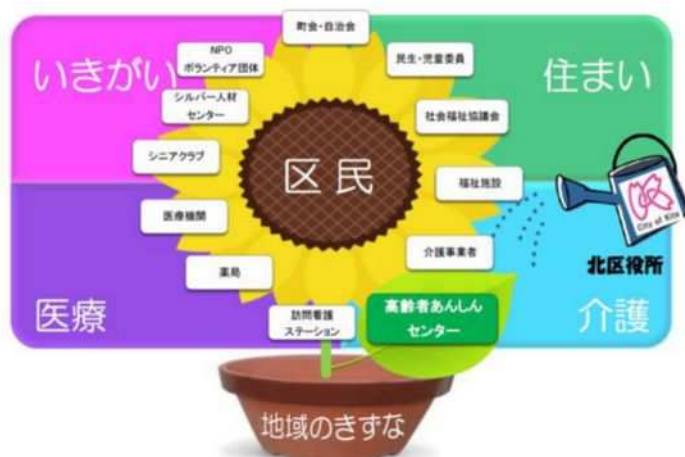 町会・自治会
NPO
ボランティア団体
民生・児童委員
いきがい
住まい
シルバー人材
センター
社会福祉協議会
シニアクラブ
区民
福祉施設
City of Kita
医療機関
介護事業者
北区役所
薬局
医療
訪問看護
ステーション
高齢者あんしん
センター
介護
地域のきずな